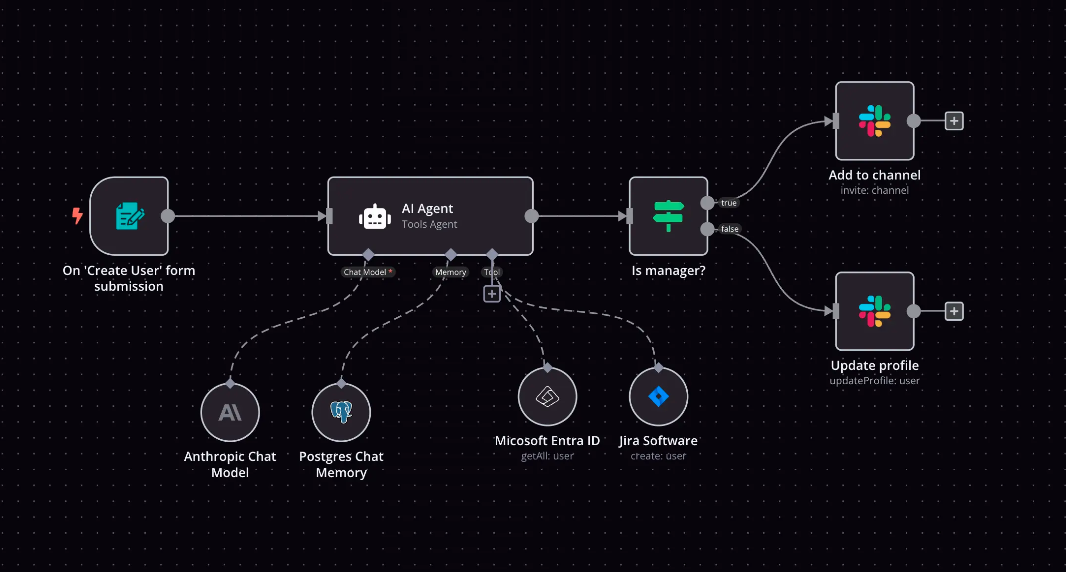 Add to channel
invite: channel
AI Agent
Tools Agent
true
false
On 'Create User' form
submission
Chat Model *
Memory
Tool
Is manager?
Update profile
updateProfile: user
Anthropic Chat
Model
Postgres Chat
Memory
Micosoft Entra ID
getAll: user
Jira Software
create: user